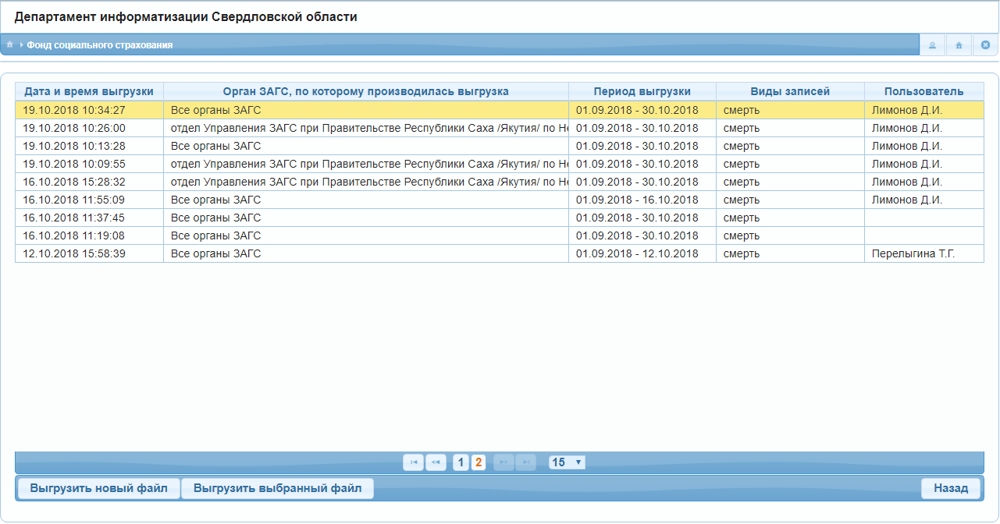 Департамент информатизации Свердловской области
Фонд социального страхования
Дата и время выгрузки Орган ЗАГС, по которому производилась выгрузка Период выгрузки Виды записей Пользователь
19.10.2018 10:34:27 Все органы ЗАГС 01.09.2018 - 30.10.2018 смерть Лимонов Д.И.
19.10.2018 10:26:00 отдел Управления ЗАГС при Правительстве Республики Саха /Якутия/ по 01.09.2018 - 30.10.2018 смерть Лимонов Д.И.
19.10.2018 10:13:28 Все органы ЗАГС 01.09.2018 - 30.10.2018 смерть Лимонов Д.И.
19.10.2018 10:09:55 отдел Управления ЗАГС при Правительстве Республики Саха /Якутия/ по 01.09.2018 - 30.10.2018 смерть Лимонов Д.И.
16.10.2018 15:28:32 отдел Управления ЗАГС при Правительстве Республики Саха /Якутия/ по 01.09.2018 - 30.10.2018 смерть Лимонов Д.И.
16.10.2018 11:55:09 Все органы ЗАГС 01.09.2018 - 16.10.2018 смерть Лимонов Д.И.
16.10.2018 11:37:45 Все органы ЗАГС 01.09.2018 - 30.10.2018 смерть
16.10.2018 11:19:08 Все органы ЗАГС 01.09.2018 - 30.10.2018 смерть
12.10.2018 15:58:39 Все органы ЗАГС 01.09.2018 - 12.10.2018 смерть Перелыгина Т.Г.
1 2 15
Выгрузить новый файл Выгрузить выбранный файл Назад